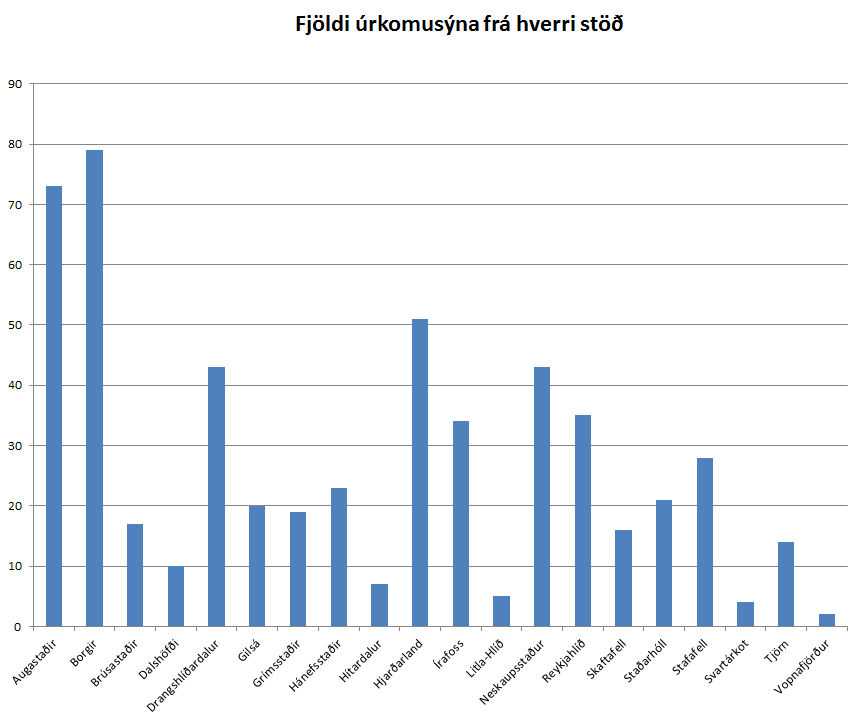 Fjöldi úrkomusýna frá hverri stöð
90
80
70
60
50
40
30
20
10
0
Augastaðir
Borgir
Brúsastaðir
Dalshöfði
Drangshlíðardalur
Gilsá
Grímsstaðir
Hánefsstaðir
Hítardalur
Hjarðarland
Írafoss
Litla-Hlíð
Neskaupsstaður
Reykjahlíð
Skaftafell
Staðarhóll
Stafafell
Svartárkot
Tjörn
Vopnafjörður